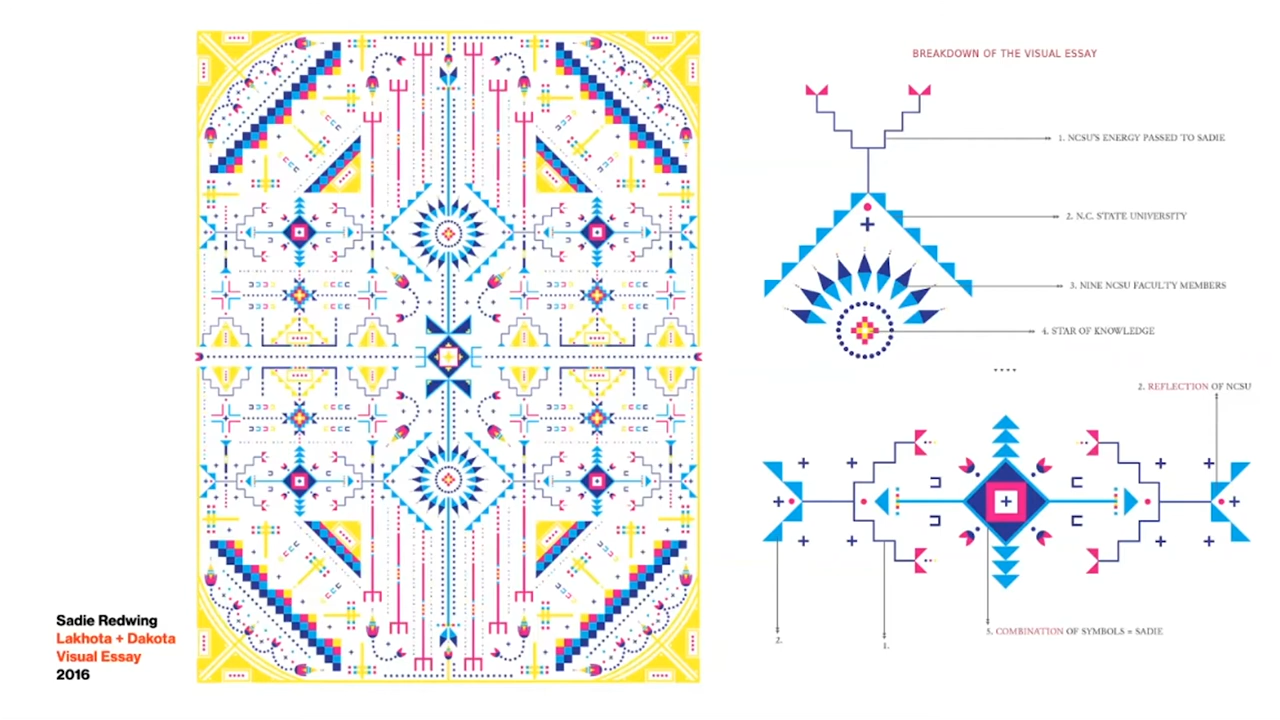 BREAKDOWN OF THE VISUAL ESSAY
1. NCSU'S ENERGY PASSED TO SADIE
2. N.C. STATE UNIVERSITY
3. NINE NCSU FACULTY MEMBERS
4. STAR OF KNOWLEDGE
2. REFLECTION OF NCSU
5. COMBINATION OF SYMBOLS = SADIE
2.
1.
Sadie Redwing
Lakhota + Dakota
Visual Essay
2016